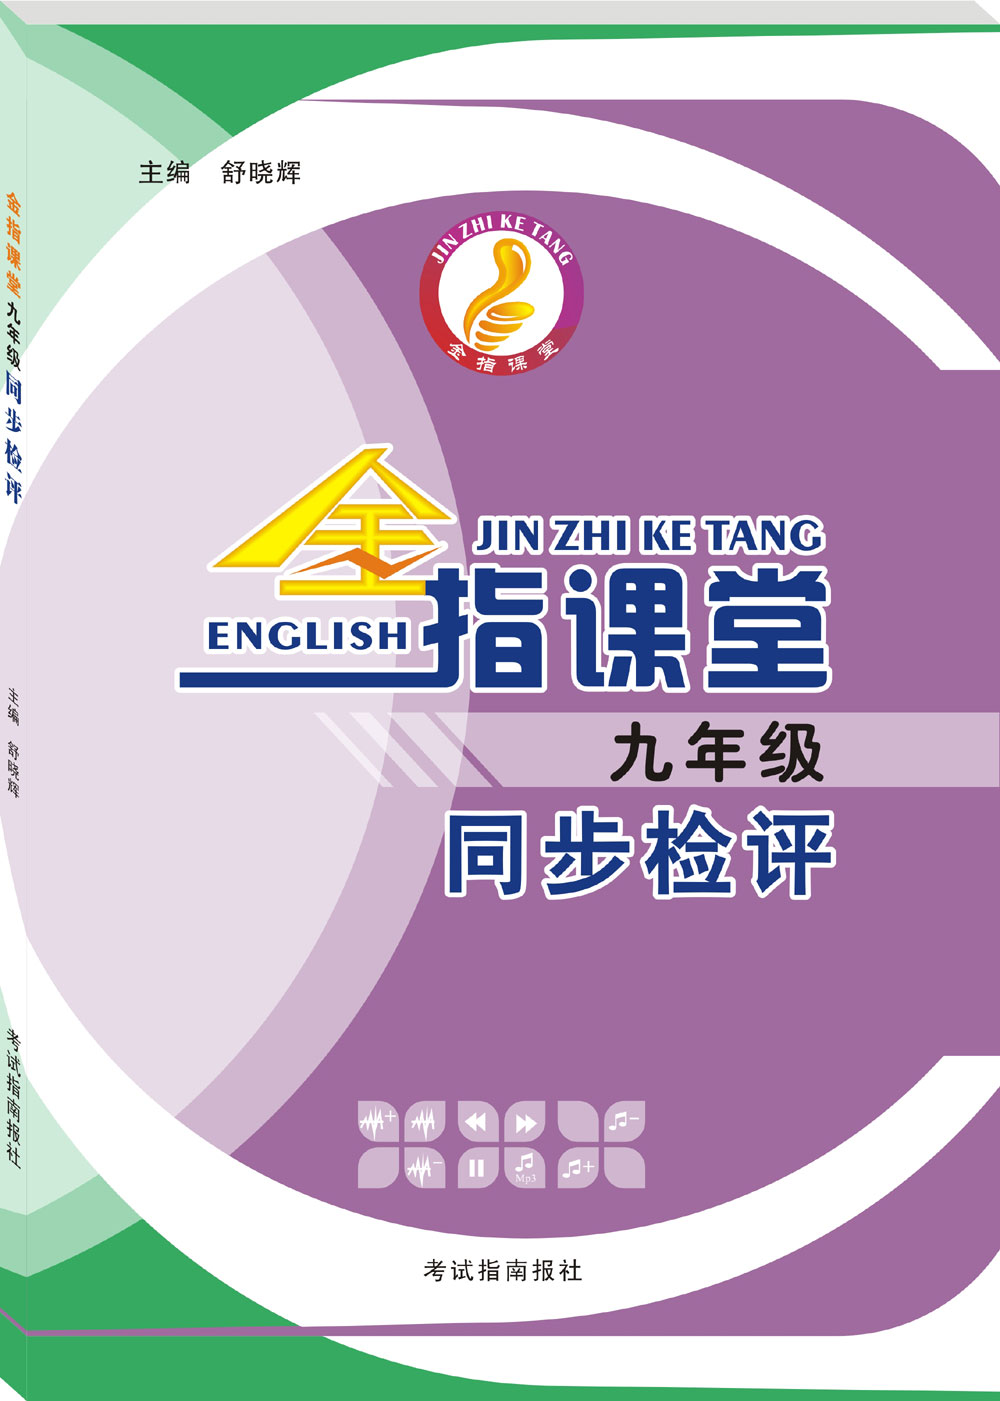 主编 舒晓辉
JIN ZHI KE TANG
金指课堂
JIN ZHI KE TANG
金指课堂
ENGLISH
九年级
同步检评
Mp3
考试指南报社
金指课堂 九年级 同步检评
主编 舒晓辉
考试指南报社